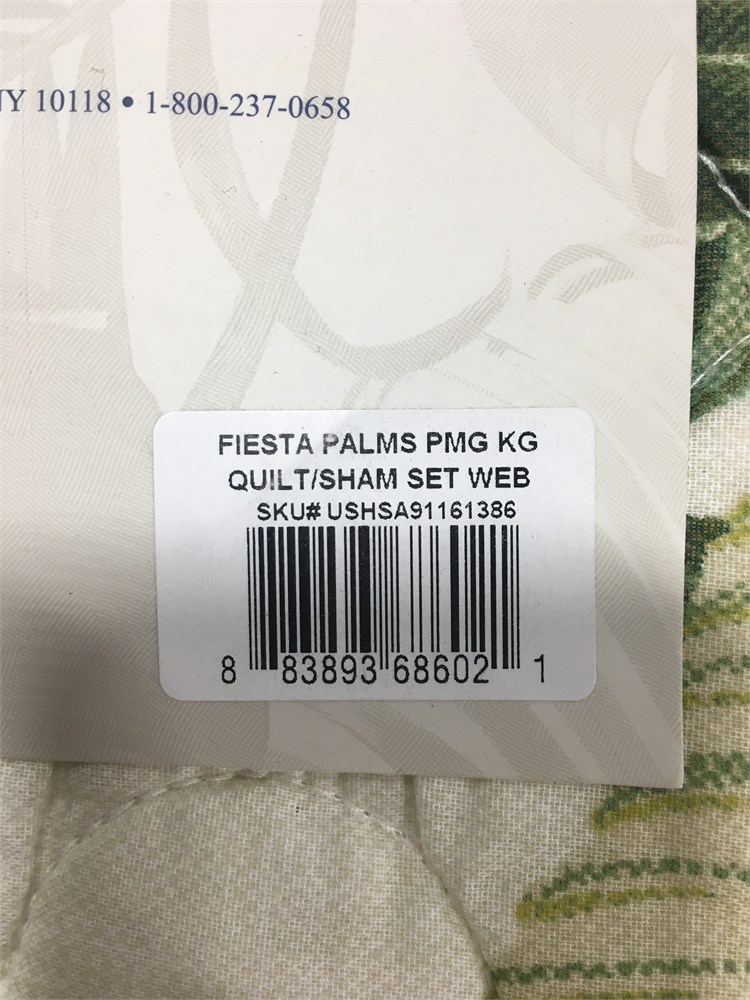 NY 10118 • 1-800-237-0658
FIESTA PALMS PMG KG
QUILT/SHAM SET WEB
SKU# USHSA91161386
8 83893 68602 1